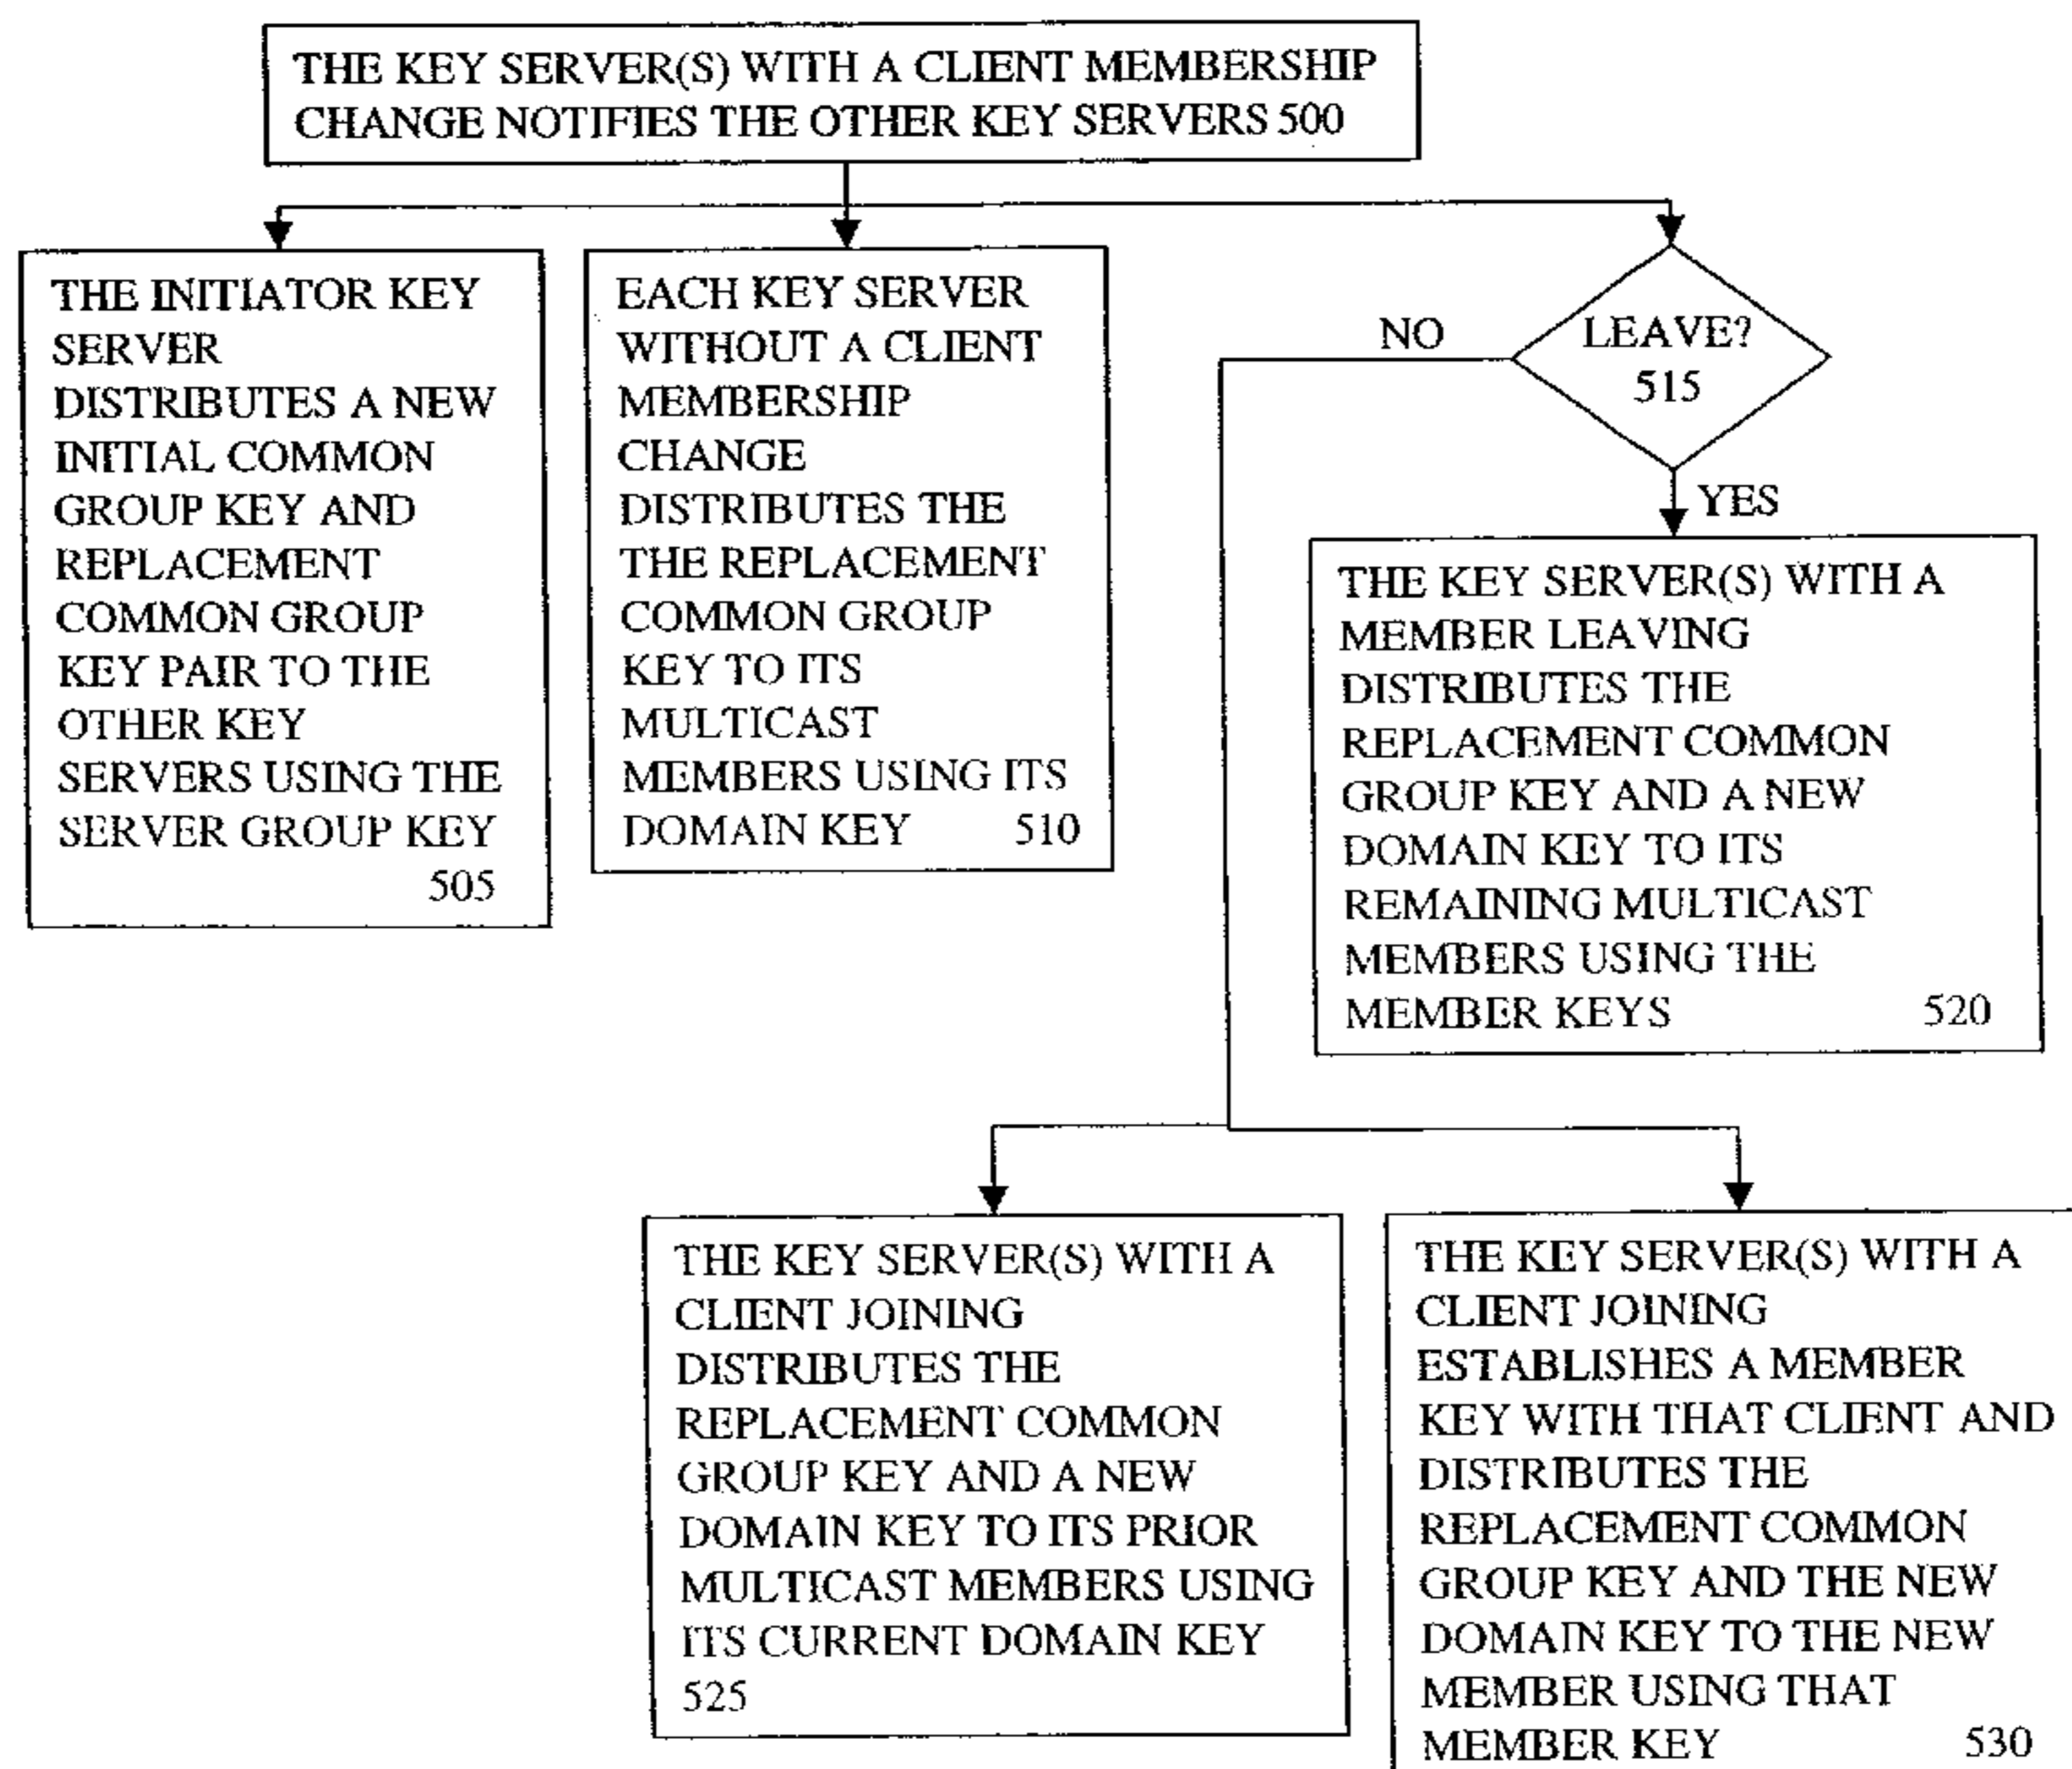 THE KEY SERVER(S) WITH A CLIENT MEMBERSHIP
CHANGE NOTIFIES THE OTHER KEY SERVERS 500
THE INITIATOR KEY
SERVER
DISTRIBUTES A NEW
INITIAL COMMON
GROUP KEY AND
REPLACEMENT
COMMON GROUP
KEY PAIR TO THE
OTHER KEY
SERVERS USING THE
SERVER GROUP KEY
505
EACH KEY SERVER
WITHOUT A CLIENT
MEMBERSHIP
CHANGE
DISTRIBUTES THE
THE REPLACEMENT
COMMON GROUP
KEY TO ITS
MULTICAST
MEMBERS USING ITS
DOMAIN KEY 510
LEAVE?
515
NO
YES
THE KEY SERVER(S) WITH A
MEMBER LEAVING
DISTRIBUTES THE
REPLACEMENT COMMON
GROUP KEY AND A NEW
DOMAIN KEY TO ITS
REMAINING MULTICAST
MEMBERS USING THE
MEMBER KEYS 520
THE KEY SERVER(S) WITH A
CLIENT JOINING
DISTRIBUTES THE
REPLACEMENT COMMON
GROUP KEY AND A NEW
DOMAIN KEY TO ITS PRIOR
MULTICAST MEMBERS USING
ITS CURRENT DOMAIN KEY
525
THE KEY SERVER(S) WITH A
CLIENT JOINING
ESTABLISHES A MEMBER
KEY WITH THAT CLIENT AND
DISTRIBUTES THE
REPLACEMENT COMMON
GROUP KEY AND THE NEW
DOMAIN KEY TO THE NEW
MEMBER USING THAT
MEMBER KEY 530